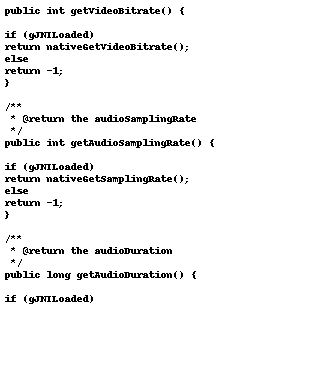 public int getVideoBitrate() {
if (gJNILoaded)
return nativeGetVideoBitrate();
else
return -1;
}
/**
* @return the audioSamplingRate
*/
public int getAudioSamplingRate() {
if (gJNILoaded)
return nativeGetSamplingRate();
else
return -1;
}
/**
* @return the audioDuration
*/
public long getAudioDuration() {
if (gJNILoaded)